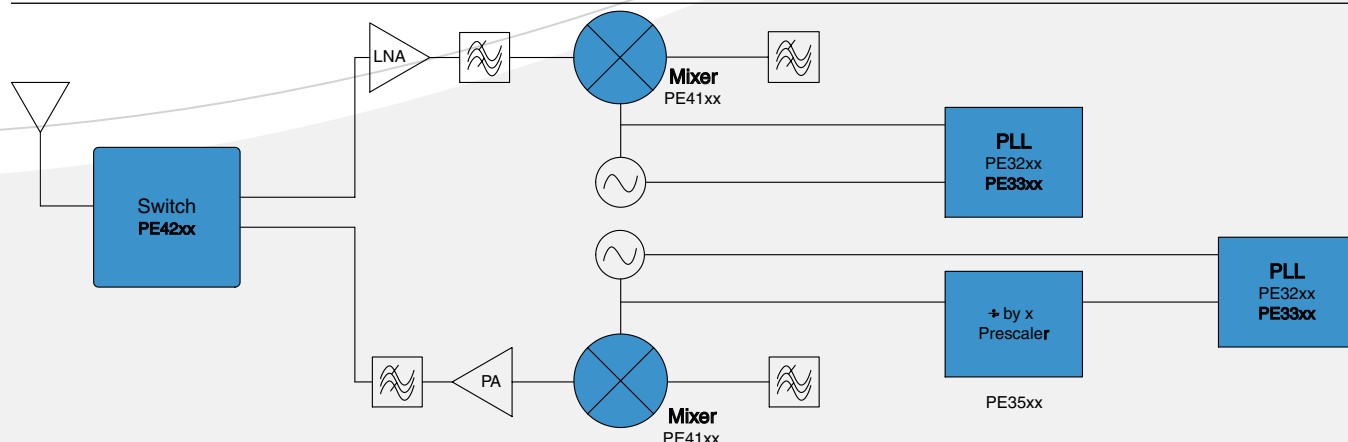 LNA
Mixer
PE41xx
PLL
PE32xx
PE33xx
Switch
PE42xx
PLL
PE32xx
PE33xx
÷ by x
Prescaler
PE35xx
PA
Mixer
PE41xx